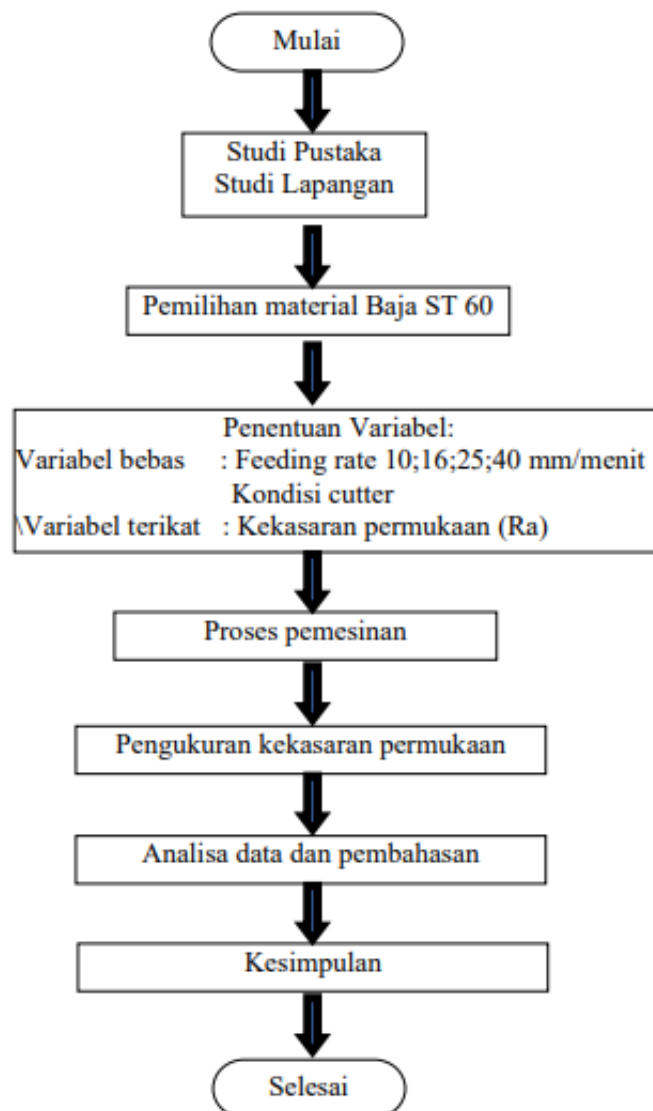 Mulai
Studi Pustaka
Studi Lapangan
Pemilihan material Baja ST 60
Penentuan Variabel:
Variabel bebas : Feeding rate 10;16;25;40 mm/menit
Kondisi cutter
\Variabel terikat : Kekasaran permukaan (Ra)
Proses pemesinan
Pengukuran kekasaran permukaan
Analisa data dan pembahasan
Kesimpulan
Selesai